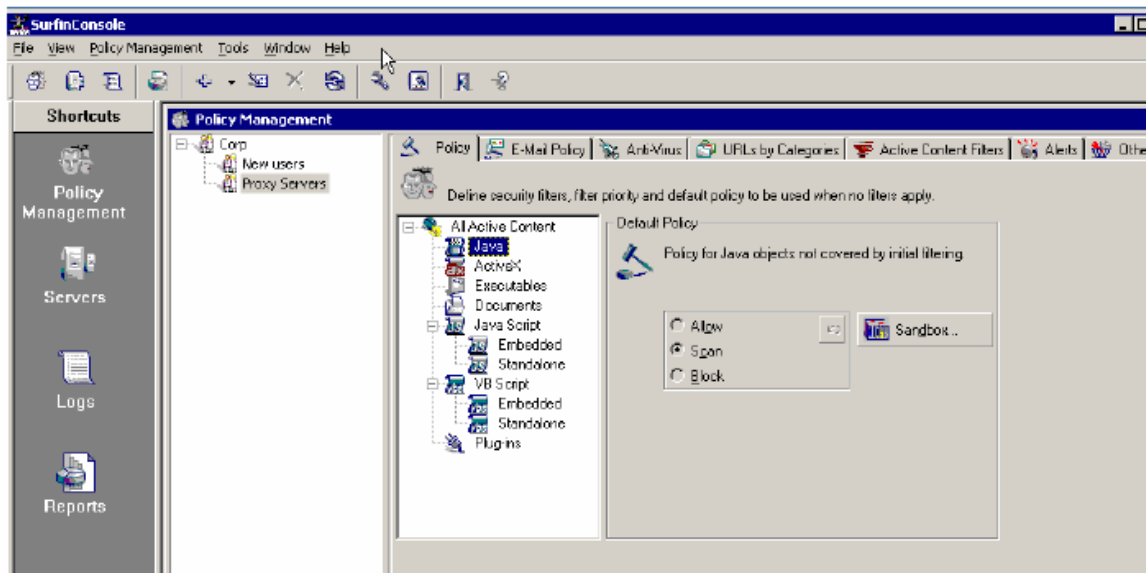 SurfinConsole
File View Policy Management Tools Window Help
Shortcuts
Policy Management
Servers
Logs
Reports
Policy Management
Corp
New users
Proxy Servers
Policy E-Mail Policy Anti-Virus URLs by Categories Active Content Filters Alerts Othe
Define security filters, filter priority and default policy to be used when no filters apply.
All Active Content
Java
ActiveX
Executables
Documents
Java Script
Embedded
Standalone
VB Script
Embedded
Standalone
Plug-ins
Default Policy
Policy for Java objects not covered by initial filtering.
Allow
Scan
Block
Sandbox...